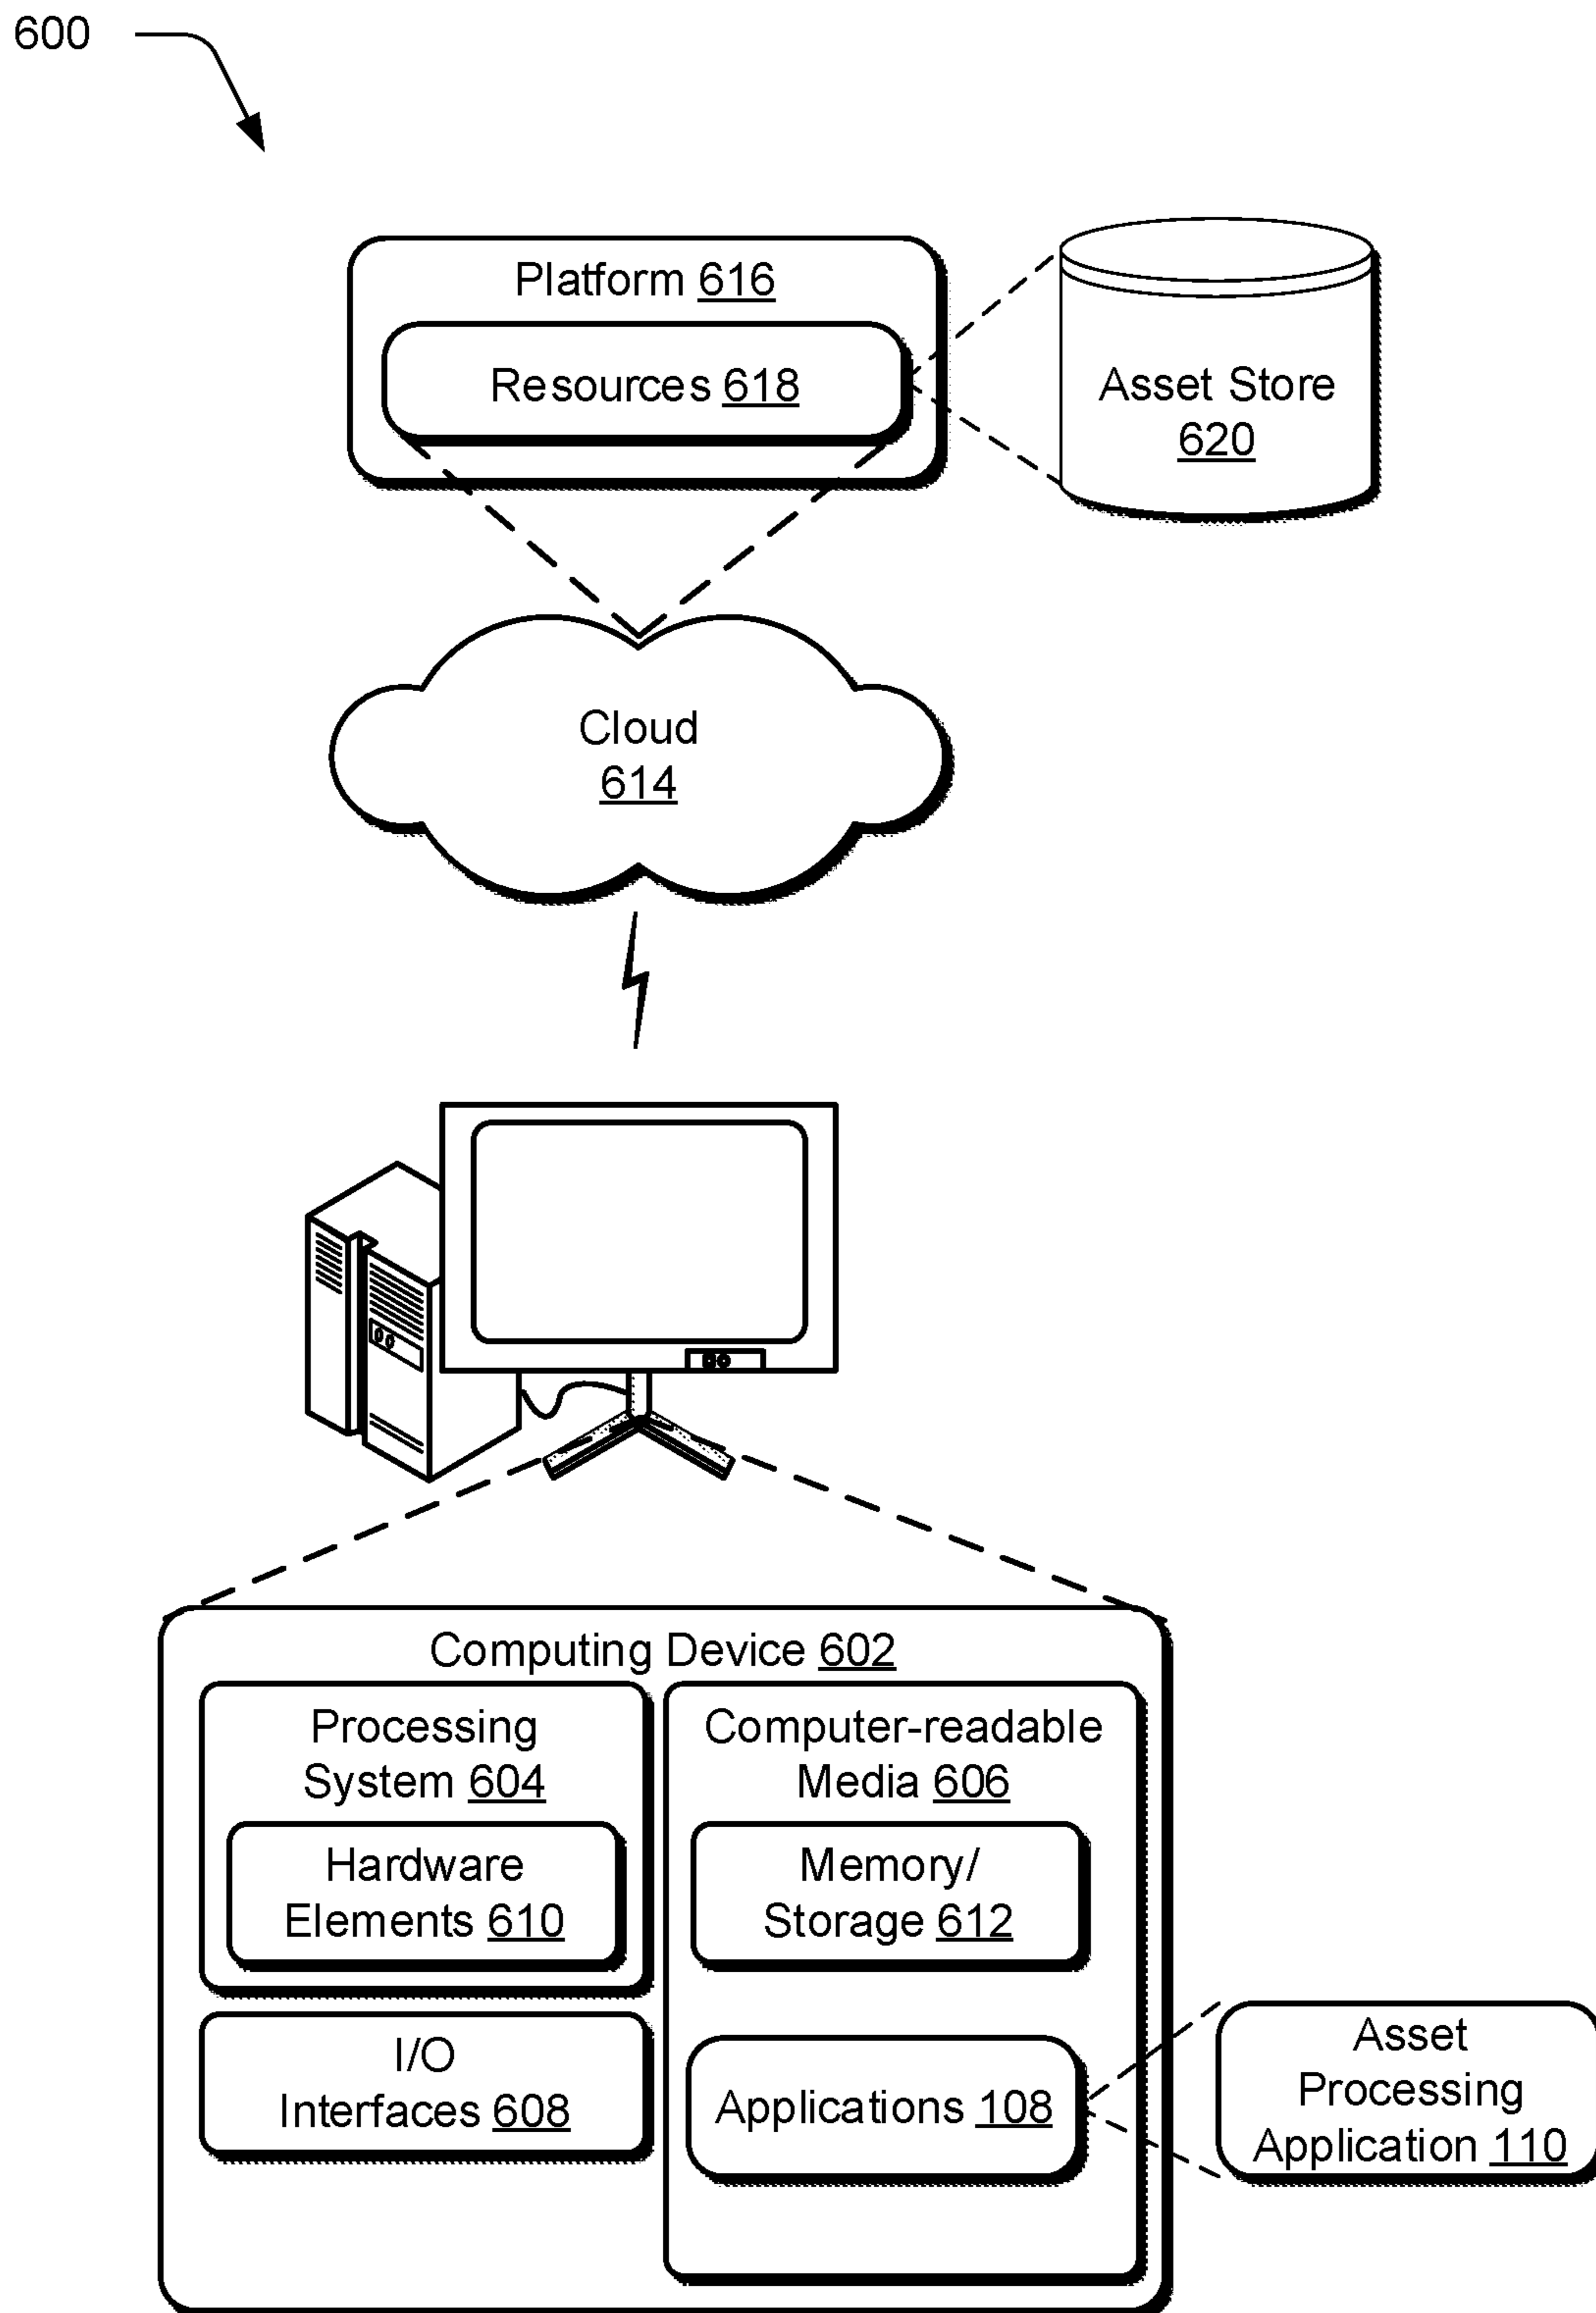 600
Platform 616
Resources 618
Asset Store
620
Cloud
614
Computing Device 602
Processing
System 604
Hardware
Elements 610
I/O
Interfaces 608
Computer-readable
Media 606
Memory/
Storage 612
Applications 108
Asset
Processing
Application 110